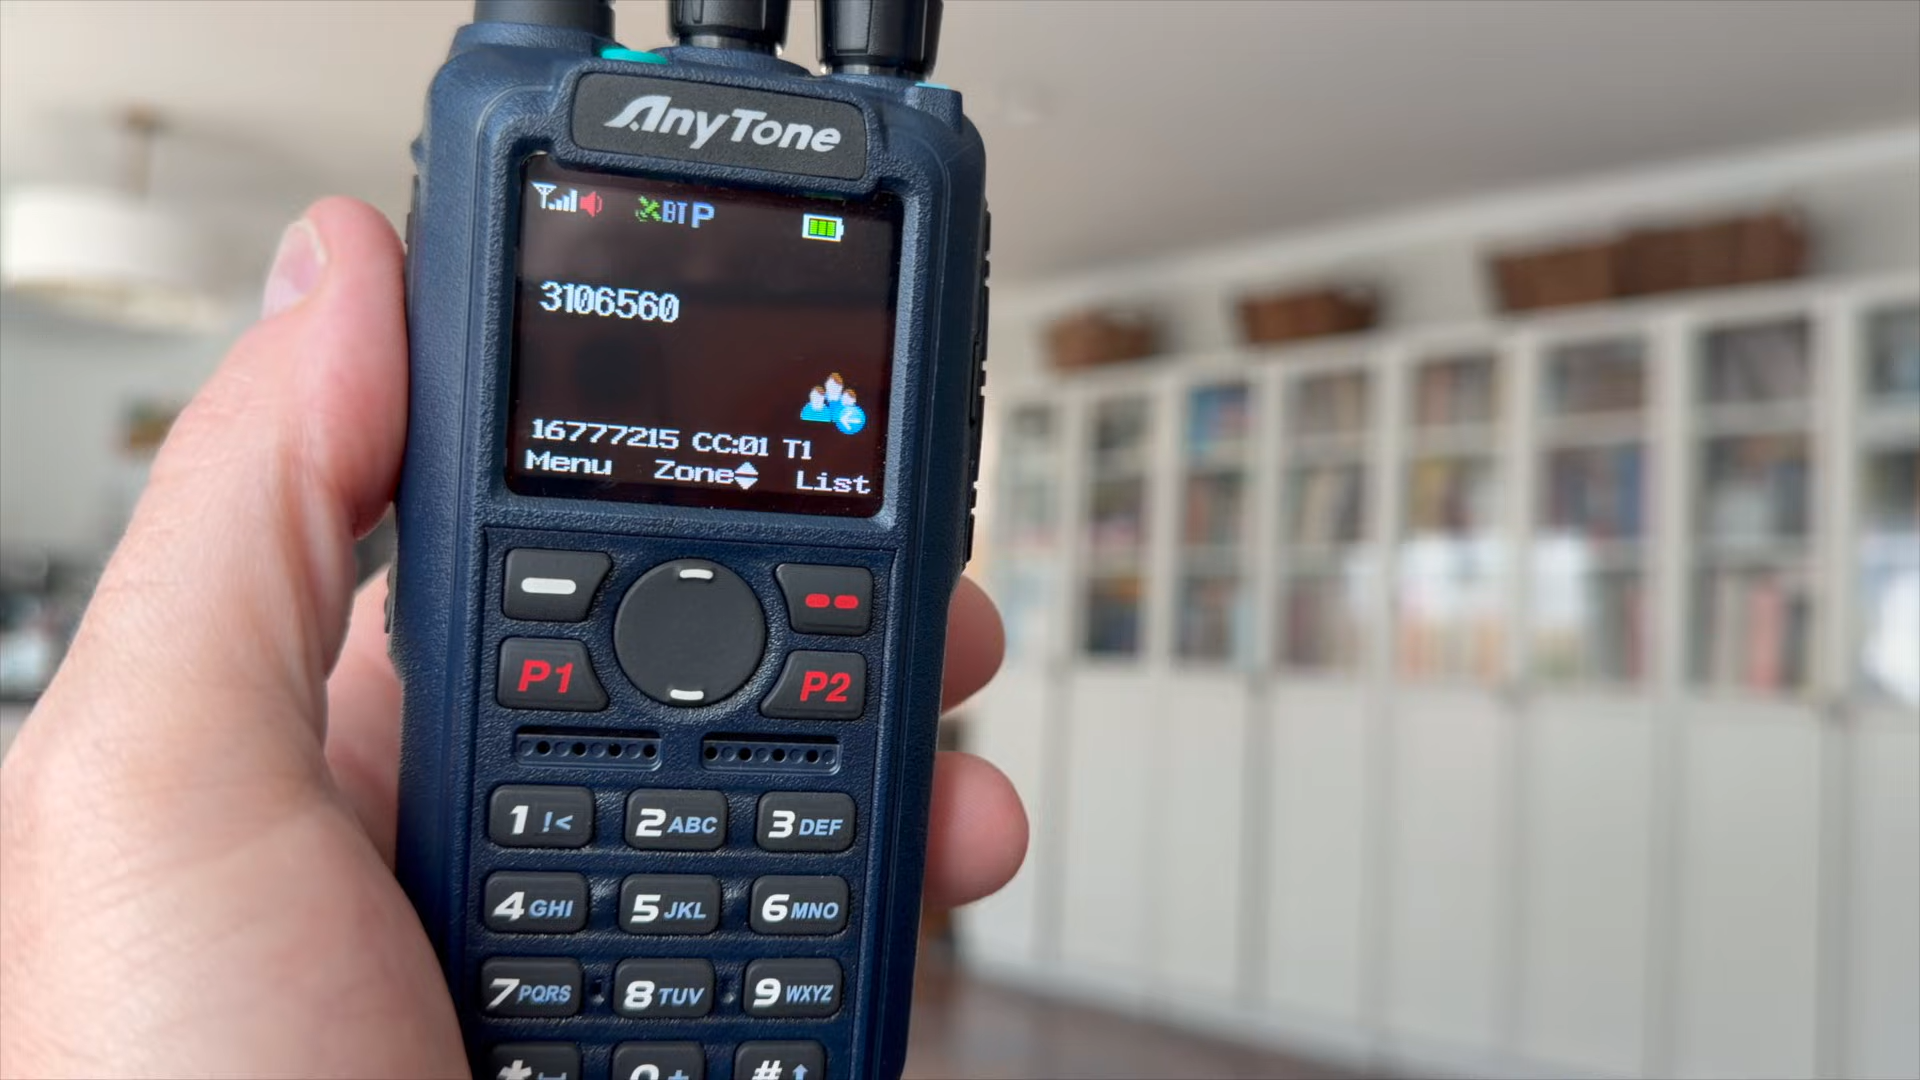 AnyTone
BT P
3106560
16777215 CC:01 T1
Menu Zone List
P1 P2
1 !< 2 ABC 3 DEF
4 GHI 5 JKL 6 MNO
7 PQRS 8 TUV 9 WXYZ
* 0 + #